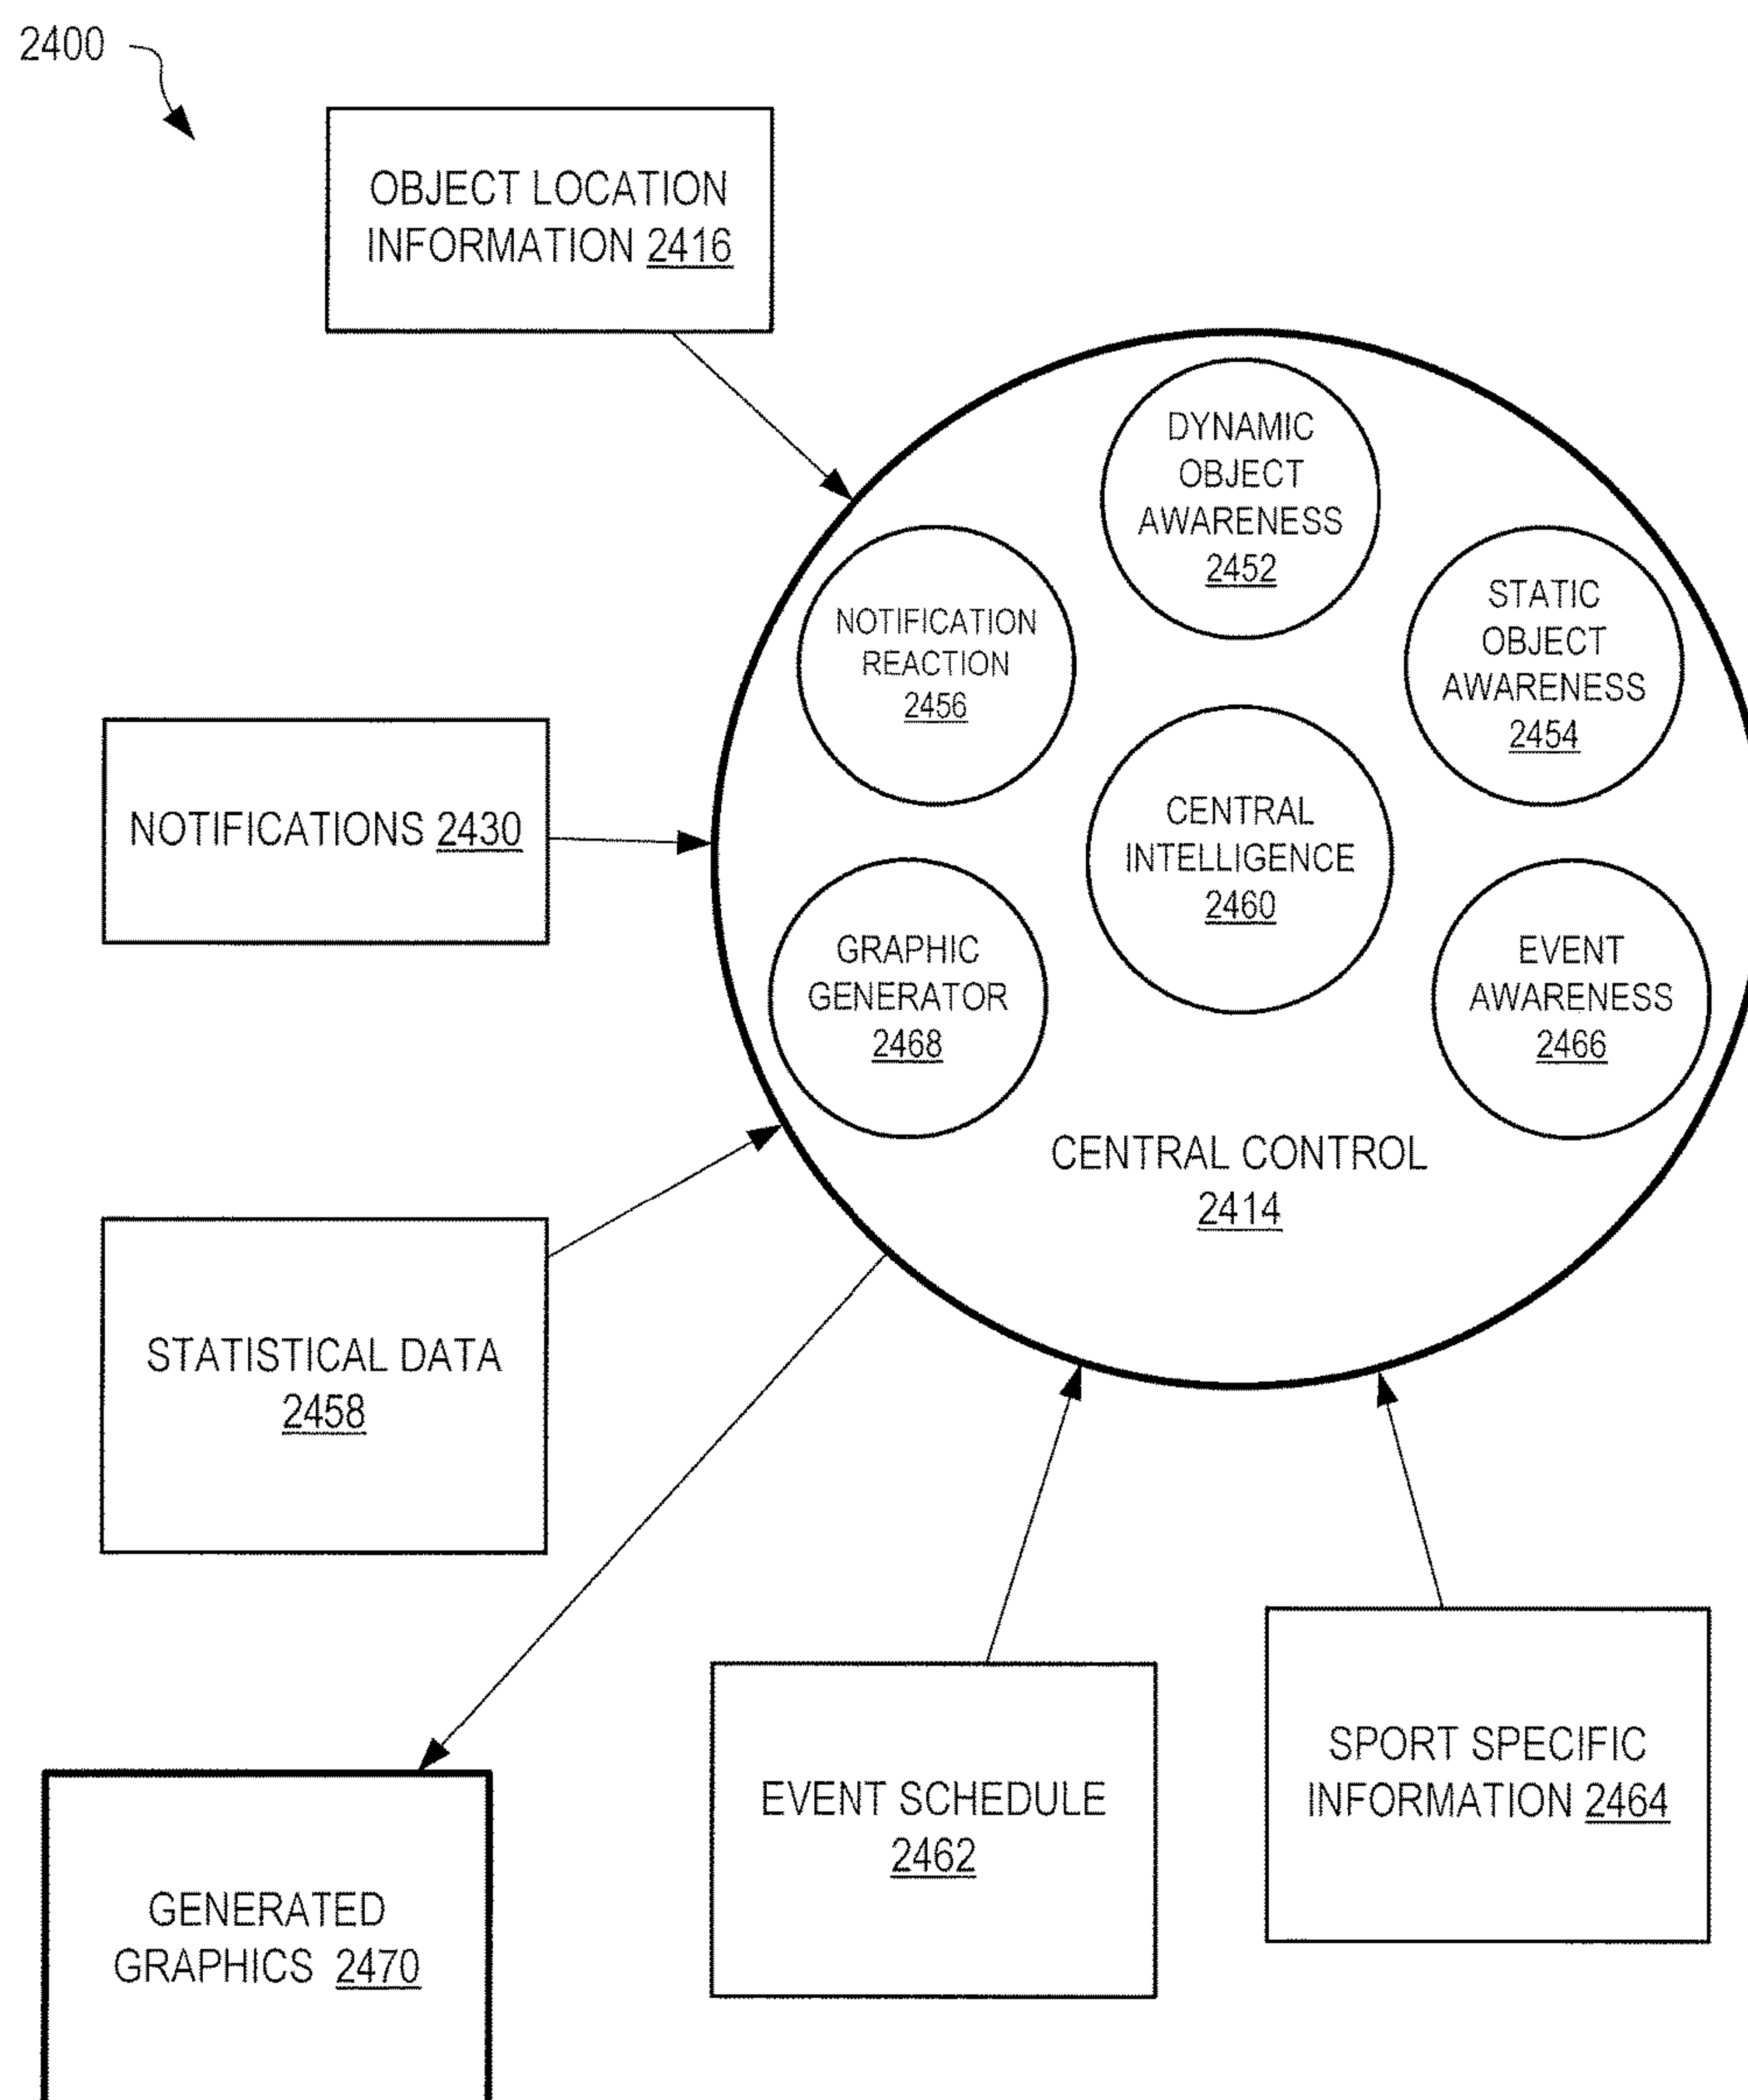 2400
OBJECT LOCATION
INFORMATION 2416
DYNAMIC
OBJECT
AWARENESS
2452
NOTIFICATION
REACTION
2456
STATIC
OBJECT
AWARENESS
2454
NOTIFICATIONS 2430
CENTRAL
INTELLIGENCE
2460
GRAPHIC
GENERATOR
2468
EVENT
AWARENESS
2466
CENTRAL CONTROL
2414
STATISTICAL DATA
2458
EVENT SCHEDULE
2462
SPORT SPECIFIC
INFORMATION 2464
GENERATED
GRAPHICS 2470